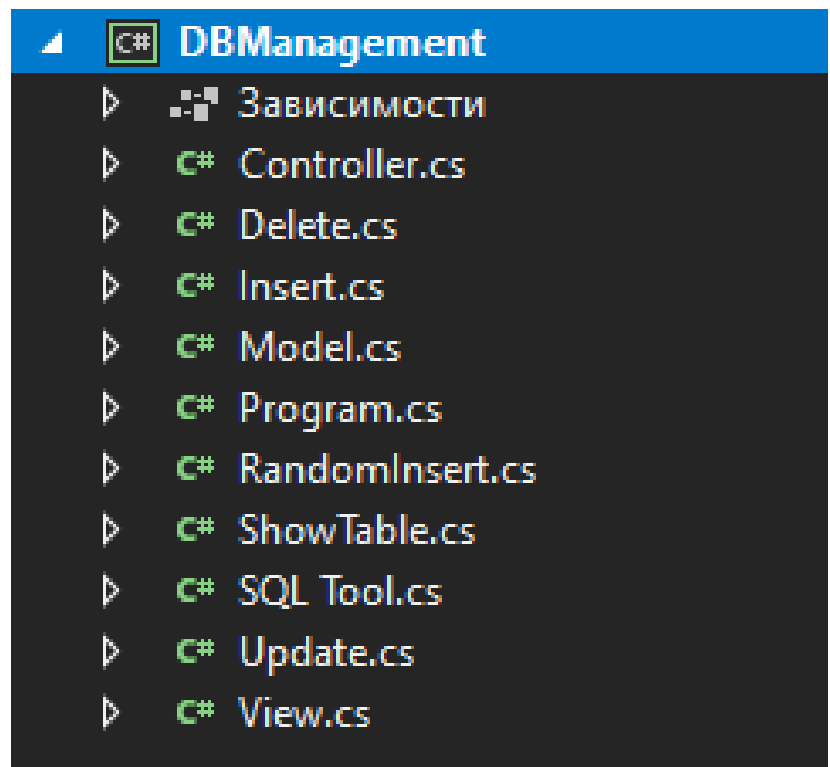 C# DBManagement
Зависимости
C# Controller.cs
C# Delete.cs
C# Insert.cs
C# Model.cs
C# Program.cs
C# RandomInsert.cs
C# ShowTable.cs
C# SQL Tool.cs
C# Update.cs
C# View.cs